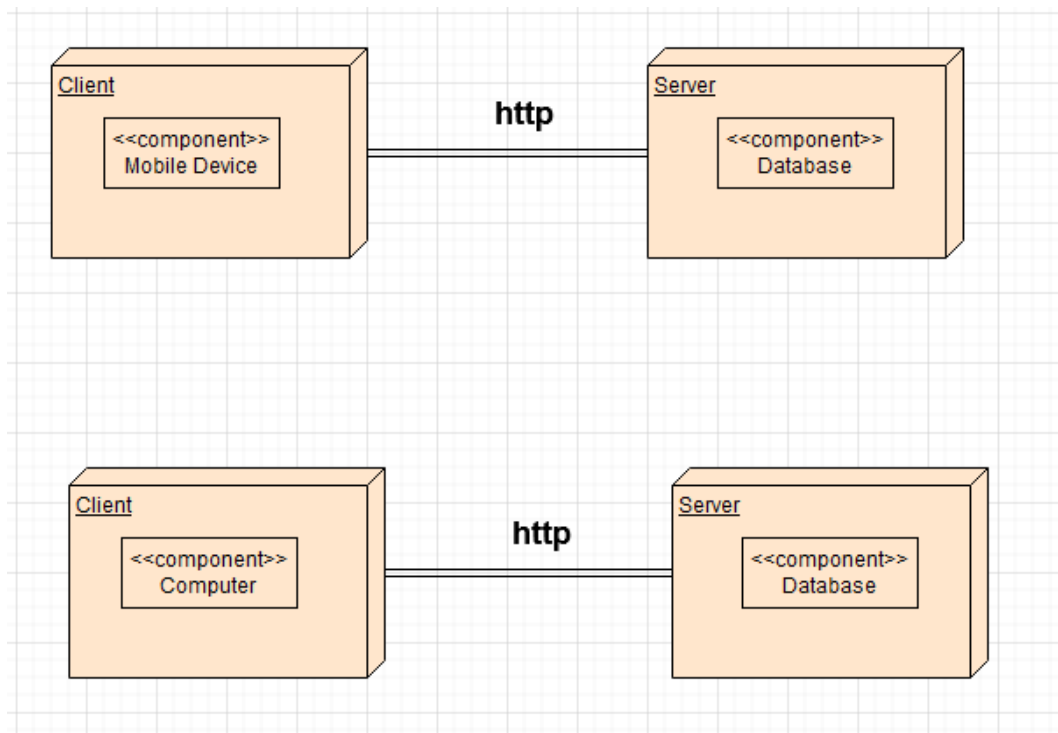 Client
<<component>>
Mobile Device
http
Server
<<component>>
Database
Client
<<component>>
Computer
http
Server
<<component>>
Database